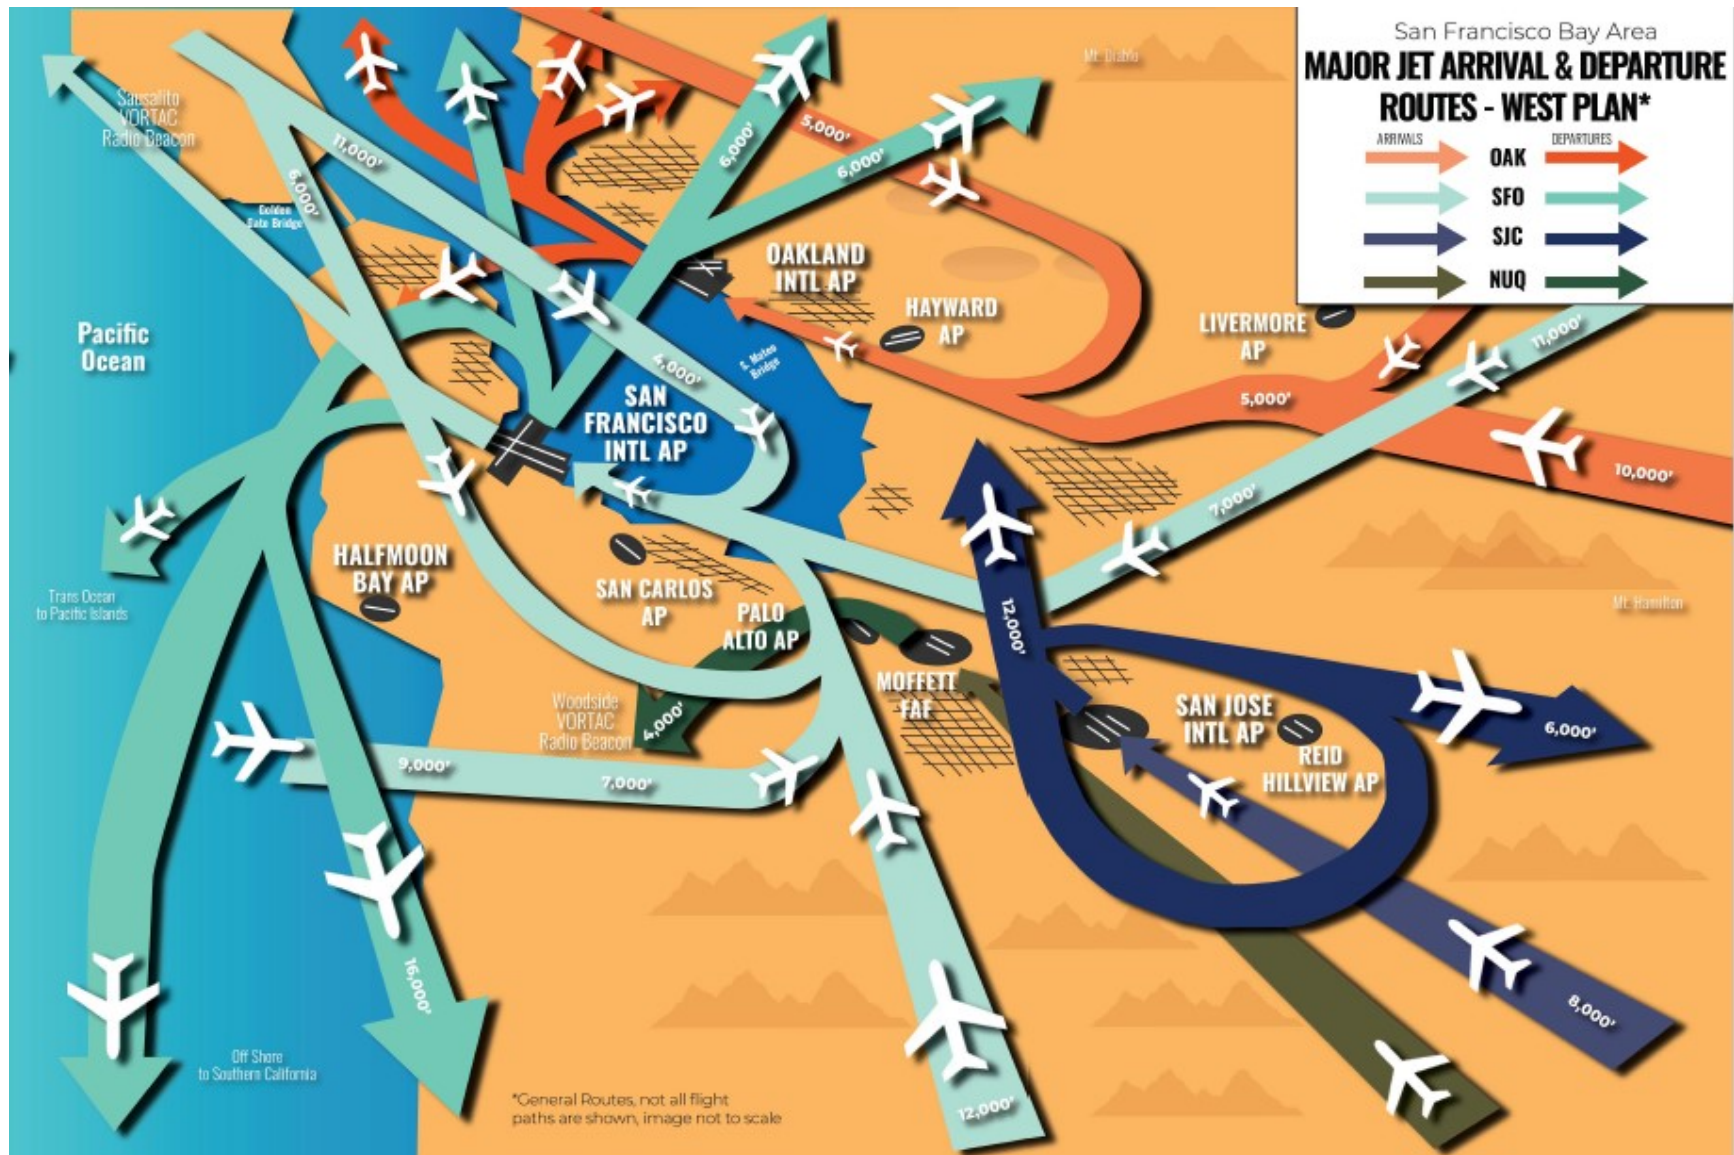 San Francisco Bay Area
MAJOR JET ARRIVAL & DEPARTURE
ROUTES - WEST PLAN*
ARRIVALS
DEPARTURES
OAK
SFO
SJC
NUQ
Mt. Diablo
Sausalito
VORTAC
Radio Beacon
11,000'
6,000'
5,000'
6,000'
6,000'
Golden
Gate Bridge
OAKLAND
INTL AP
HAYWARD
AP
LIVERMORE
AP
11,000'
Pacific
Ocean
4,000'
S. Mateo
Bridge
SAN
FRANCISCO
INTL AP
5,000'
10,000'
7,000'
HALFMOON
BAY AP
SAN CARLOS
AP
PALO
ALTO AP
12,000'
Trans Ocean
to Pacific Islands
Mt. Hamilton
MOFFETT
FAF
Woodside
VORTAC
Radio Beacon
4,000'
SAN JOSE
INTL AP
REID
HILLVIEW AP
6,000'
9,000'
7,000'
16,000'
8,000'
Off Shore
to Southern California
*General Routes, not all flight
paths are shown, image not to scale
12,000'